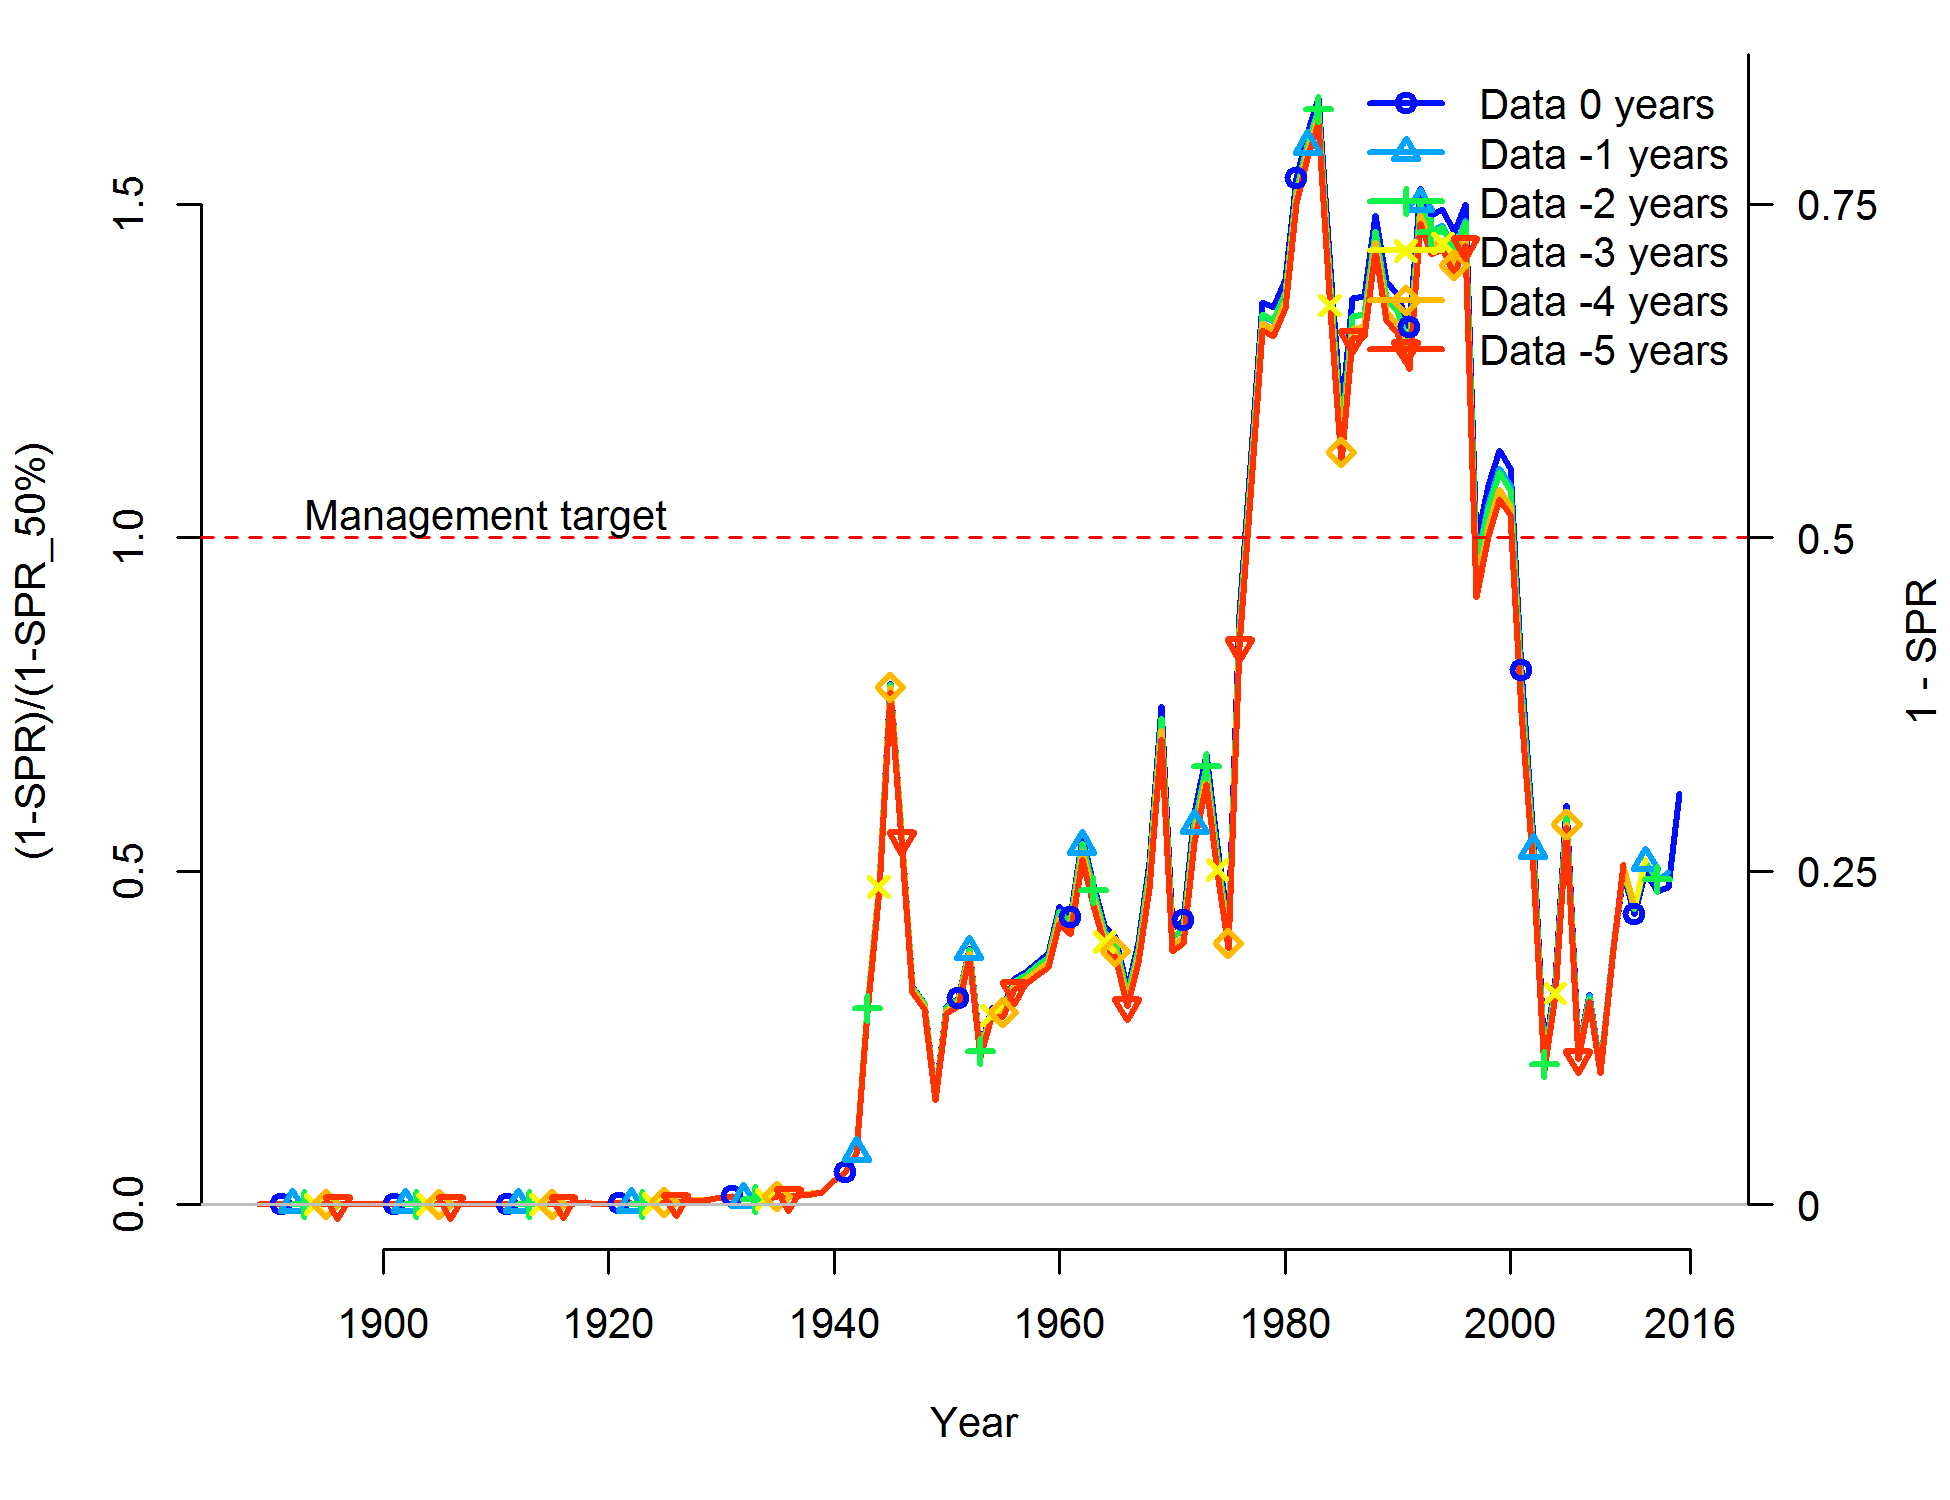 Data 0 years
Data -1 years
Data -2 years
Data -3 years
Data -4 years
Data -5 years
Management target
(1-SPR)/(1-SPR_50%)
1.5
1.0
0.5
0.0
0.75
0.5
0.25
0
1 - SPR
1900
1920
1940
1960
1980
2000
2016
Year